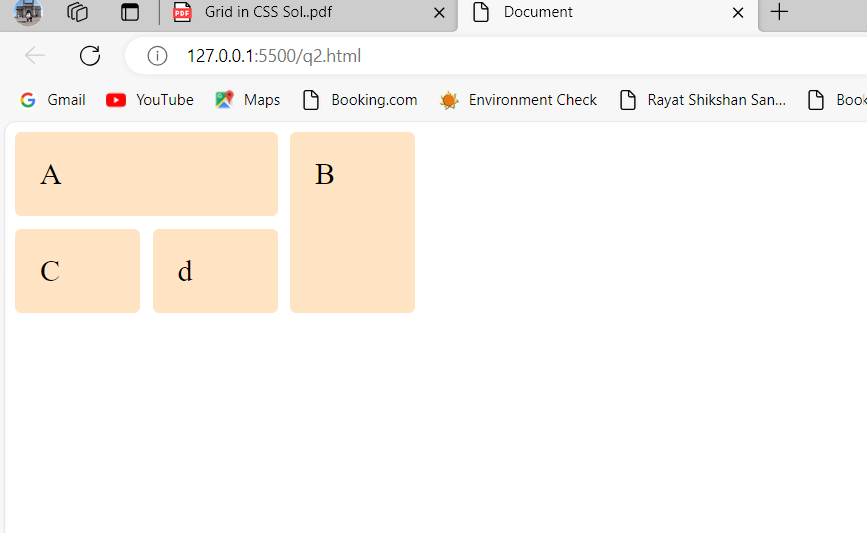 PDF Grid in CSS Sol..pdf Document
127.0.0.1:5500/q2.html
Gmail YouTube Maps Booking.com Environment Check Rayat Shikshan San... Book
A B
C d